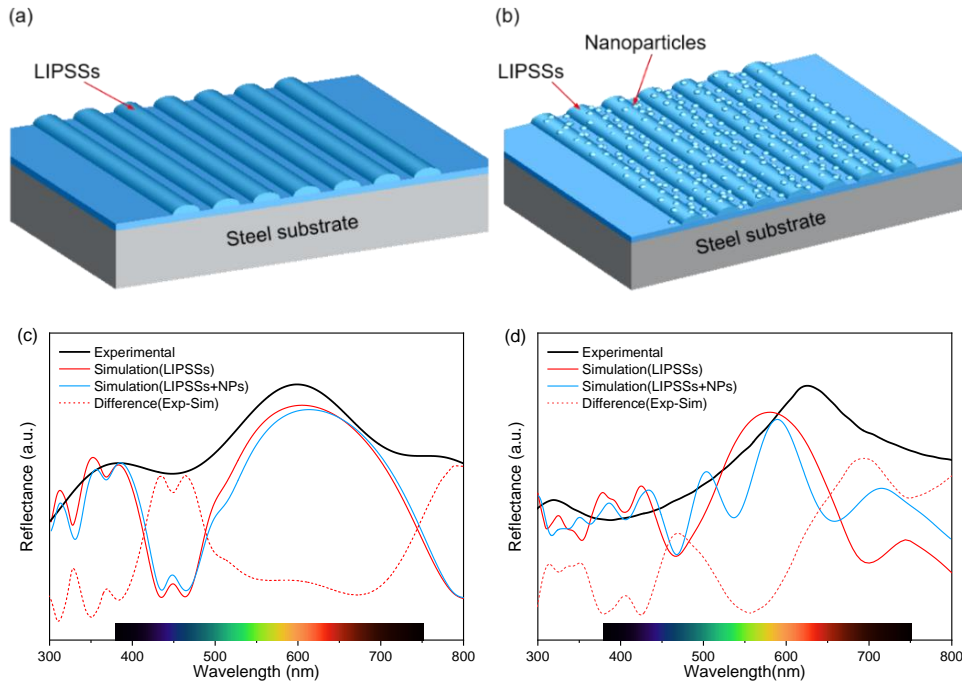 (a)
LIPSSs
Steel substrate
(b)
Nanoparticles
LIPSSs
Steel substrate
(c)
Experimental
Simulation(LIPSSs)
Simulation(LIPSSs+NPs)
Difference(Exp-Sim)
Reflectance (a.u.)
300 400 500 600 700 800
Wavelength (nm)
(d)
Experimental
Simulation(LIPSSs)
Simulation(LIPSSs+NPs)
Difference(Exp-Sim)
Reflectance (a.u.)
300 400 500 600 700 800
Wavelength(nm)